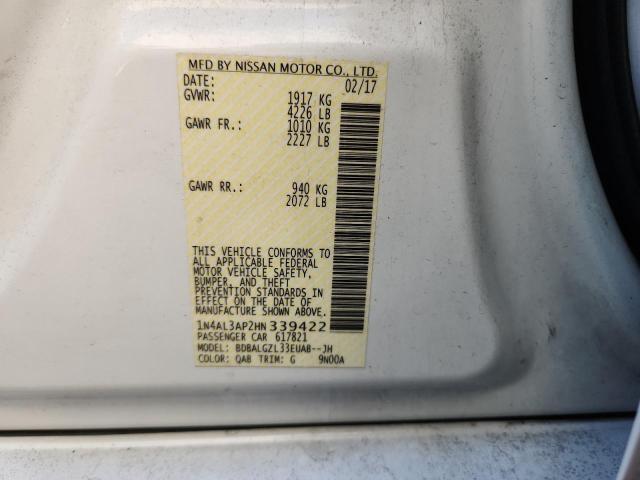 MFD BY NISSAN MOTOR CO., LTD.
DATE: 02/17
GVWR: 1917 KG
4226 LB
GAWR FR.: 1010 KG
2227 LB
GAWR RR.: 940 KG
2072 LB
THIS VEHICLE CONFORMS TO
ALL APPLICABLE FEDERAL
MOTOR VEHICLE SAFETY,
BUMPER, AND THEFT
PREVENTION STANDARDS IN
EFFECT ON THE DATE OF
MANUFACTURE SHOWN ABOVE.
1N4AL3AP2HN339422
PASSENGER CAR 617821
MODEL: BDBALGZL33EUA8--JH
COLOR: QAB TRIM: G 9N00A